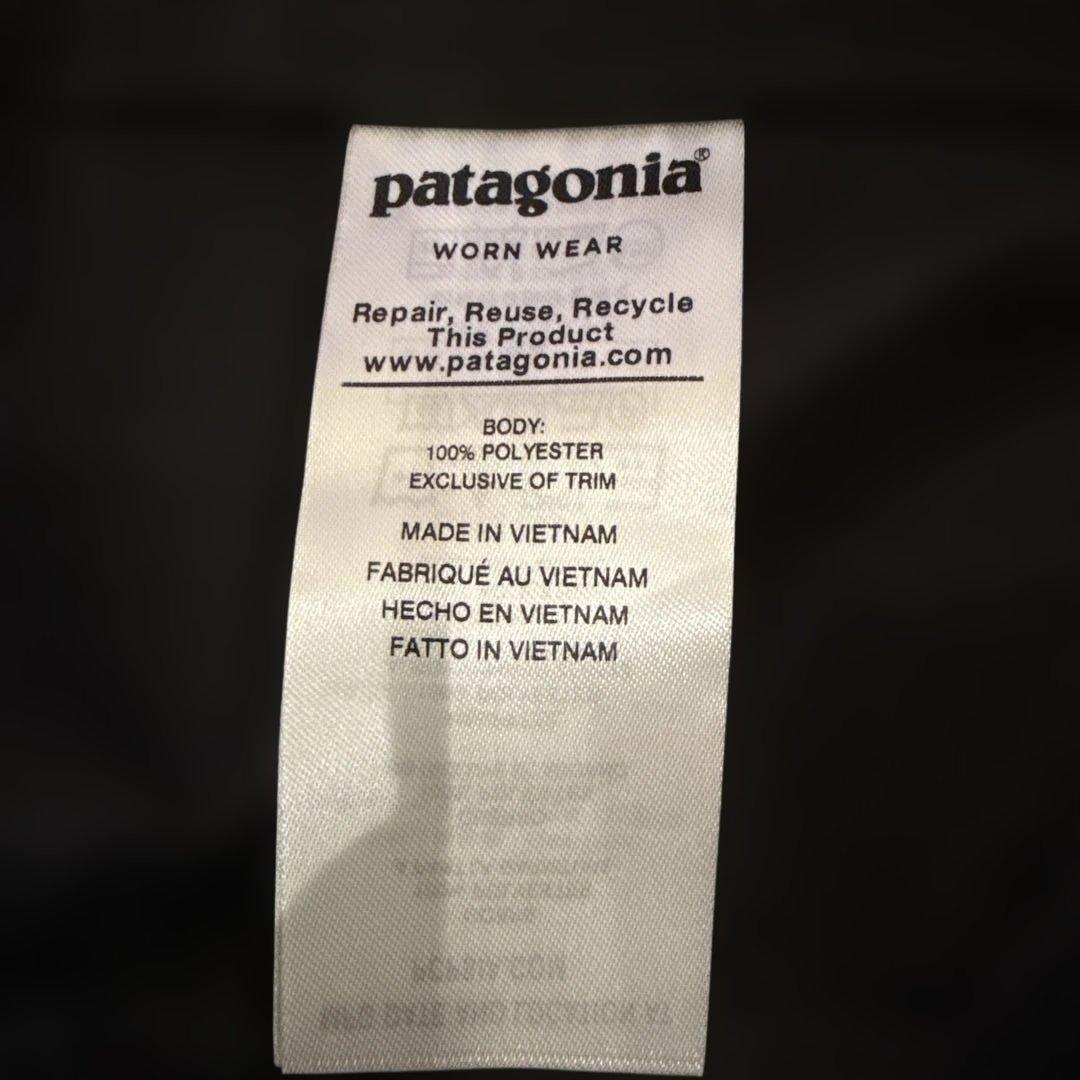 patagonia®
WORN WEAR
Repair, Reuse, Recycle
This Product
www.patagonia.com
BODY:
100% POLYESTER
EXCLUSIVE OF TRIM
MADE IN VIETNAM
FABRIQUÉ AU VIETNAM
HECHO EN VIETNAM
FATTO IN VIETNAM